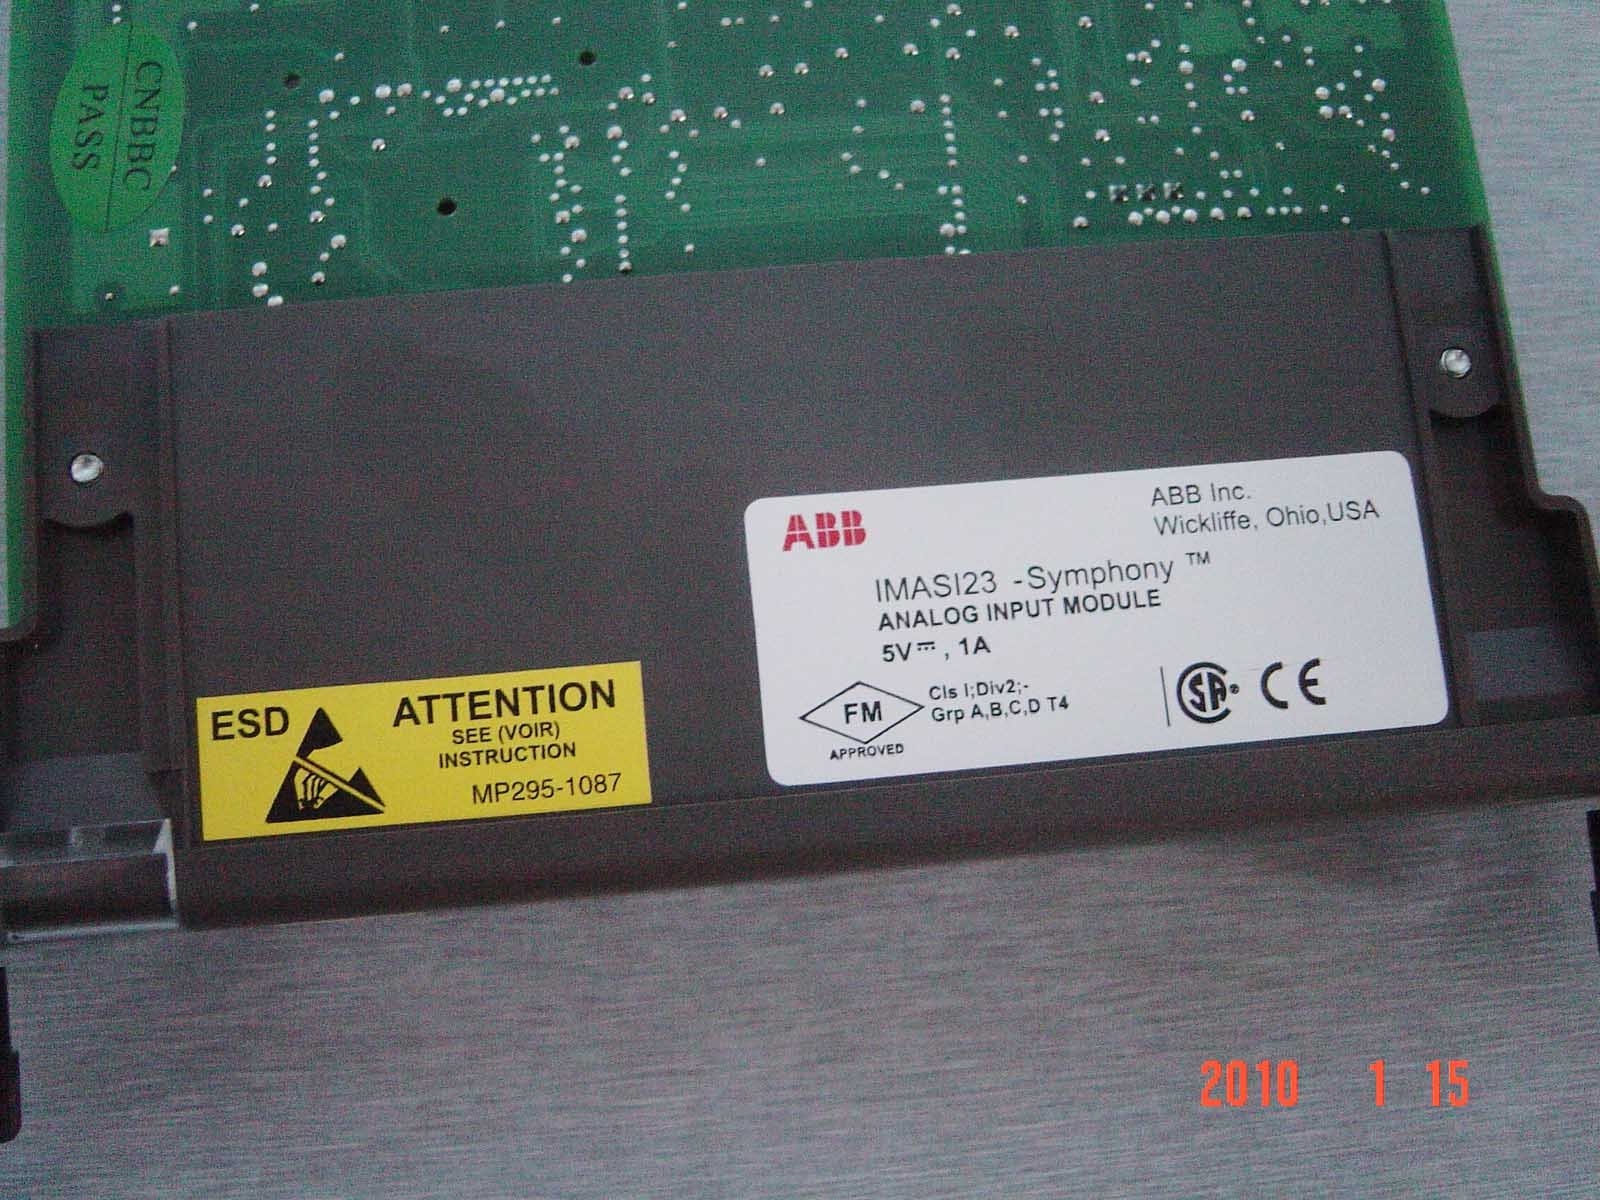 CNBBC
PASS
ABB
ABB Inc.
Wickliffe, Ohio,USA
IMASI23 -Symphony ™
ANALOG INPUT MODULE
5V⎓, 1A
FM
APPROVED
Cls I;Div2;-
Grp A,B,C,D T4
SA®
CE
ESD
ATTENTION
SEE (VOIR)
INSTRUCTION
MP295-1087
2010 1 15